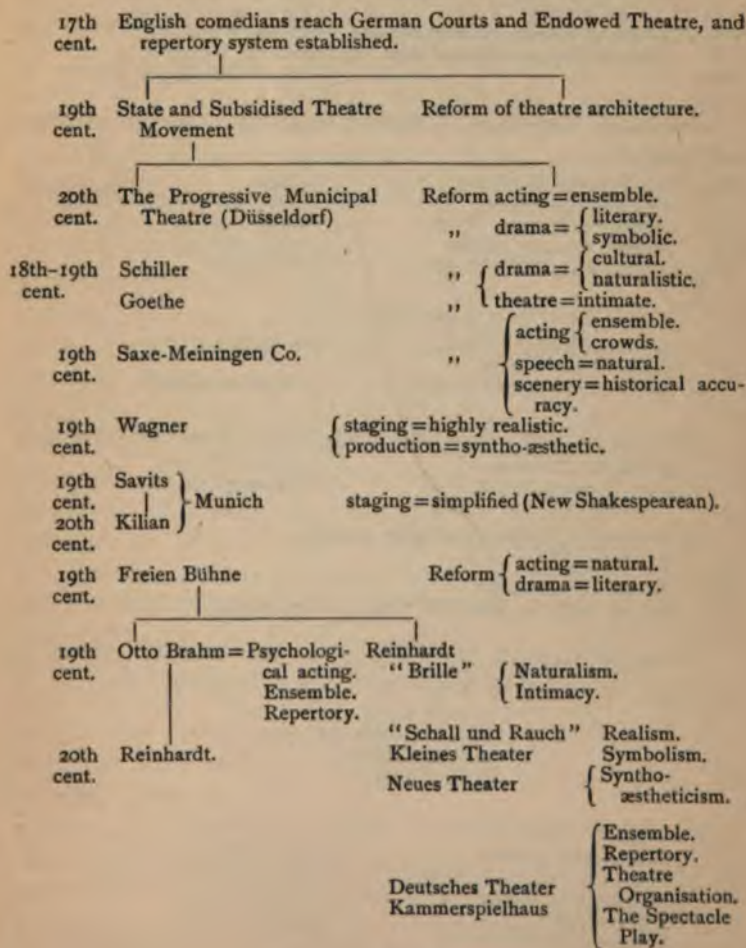 17th English comedians reach German Courts and Endowed Theatre, and
cent. repertory system established.
19th State and Subsidised Theatre Reform of theatre architecture.
cent. Movement
20th The Progressive Municipal Reform acting = ensemble.
cent. Theatre (Düsseldorf) ,, drama = { literary.
symbolic.
18th-19th Schiller ,, { drama = { cultural.
cent. naturalistic.
Goethe ,, theatre = intimate.
19th Saxe-Meiningen Co. ,, { acting { ensemble.
cent. crowds.
speech = natural.
scenery = historical accu-
racy.
19th Wagner { staging = highly realistic.
cent. production = syntho-æsthetic.
19th Savits
cent. } Munich staging = simplified (New Shakespearean).
20th Kilian
cent.
19th Freien Bühne Reform { acting = natural.
cent. drama = literary.
19th Otto Brahm = Psychologi- Reinhardt
cent. cal acting. "Brille" { Naturalism.
Ensemble. Intimacy.
Repertory.
"Schall und Rauch" Realism.
20th Reinhardt. Kleines Theater Symbolism.
cent. Neues Theater { Syntho-
æstheticism.
Ensemble.
Repertory.
Theatre
Deutsches Theater Organisation.
Kammerspielhaus The Spectacle
Play.